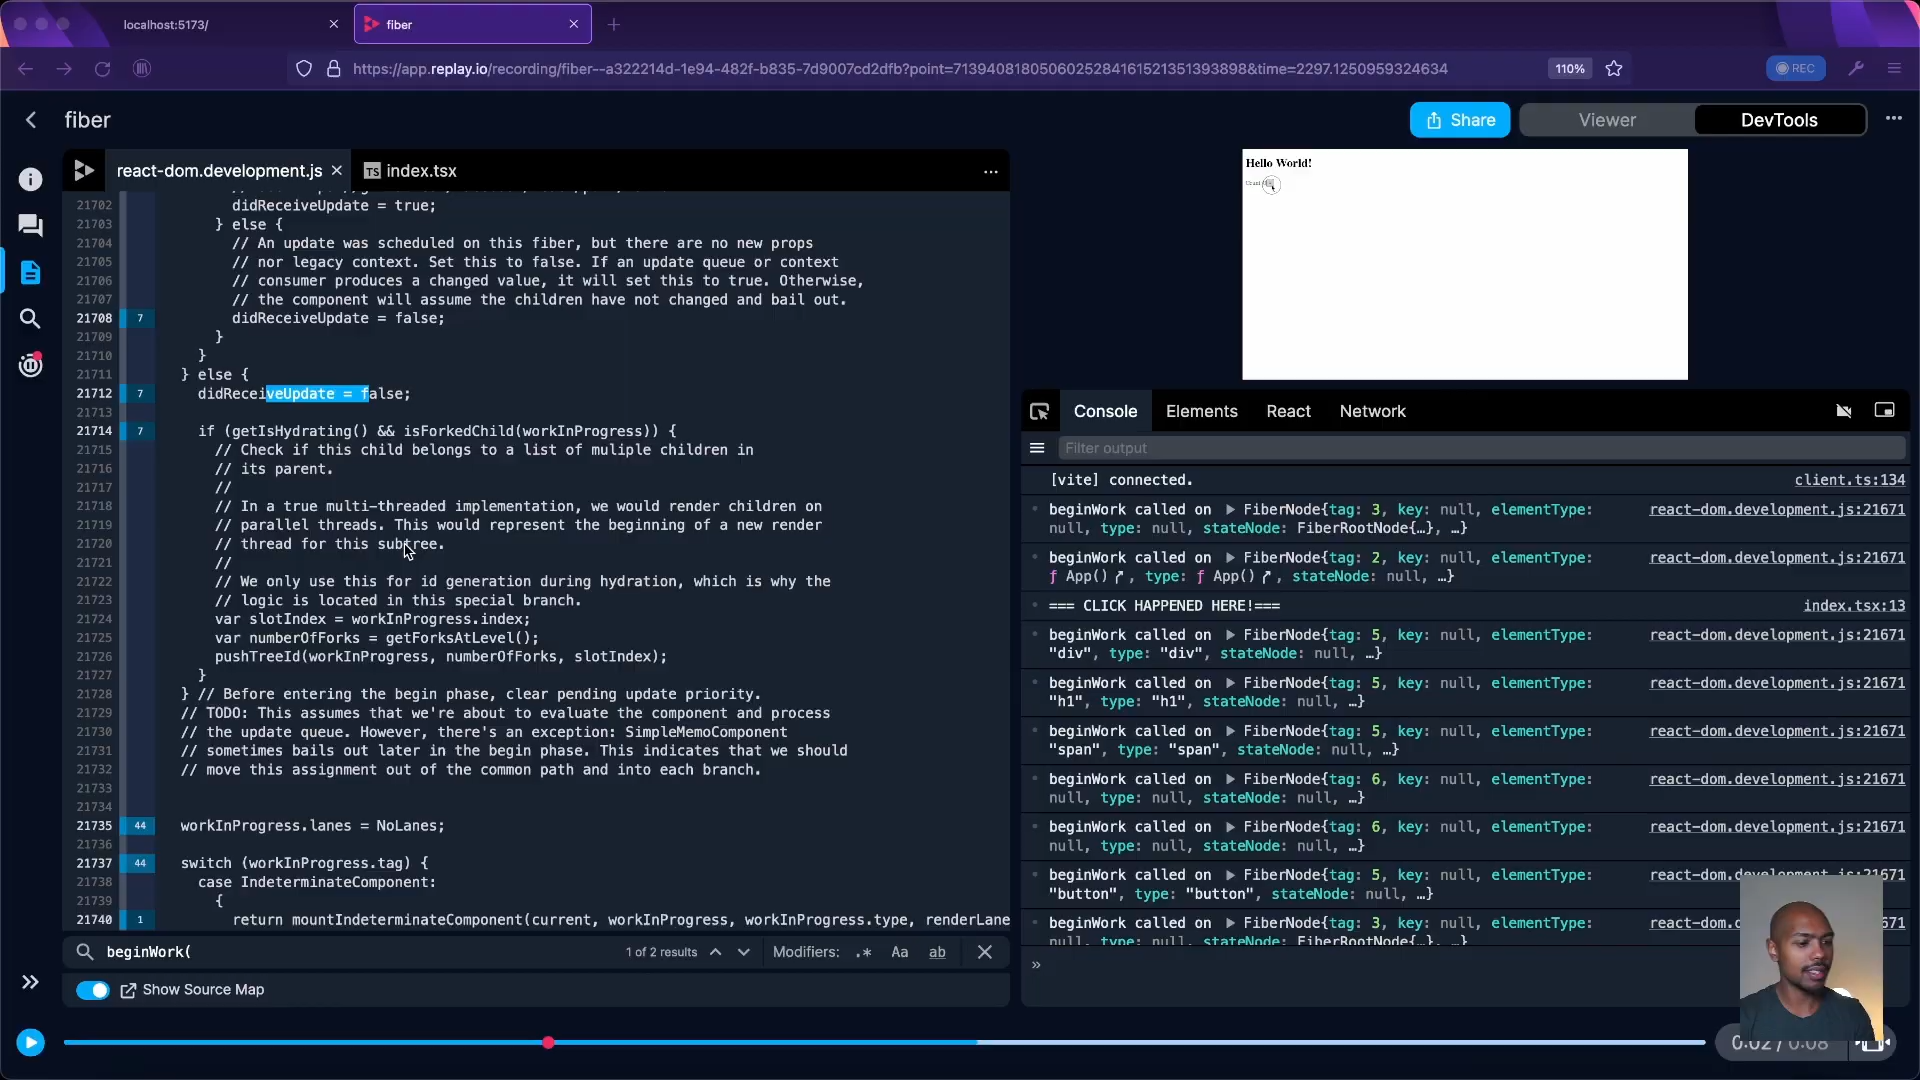 localhost:5173/
fiber
https://app.replay.io/recording/fiber--a322214d-1e94-482f-b835-7d9007cd2dfb?point=7139408180506025284161521351393898&time=2297.1250959324634
110%
REC
fiber
Share
Viewer
DevTools
react-dom.development.js
TS index.tsx
21702 didReceiveUpdate = true;
21703 } else {
21704 // An update was scheduled on this fiber, but there are no new props
21705 // nor legacy context. Set this to false. If an update queue or context
21706 // consumer produces a changed value, it will set this to true. Otherwise,
21707 // the component will assume the children have not changed and bail out.
21708 7 didReceiveUpdate = false;
21709 }
21710 }
21711 } else {
21712 7 didReceiveUpdate = false;
21713
21714 7 if (getIsHydrating() && isForkedChild(workInProgress)) {
21715 // Check if this child belongs to a list of muliple children in
21716 // its parent.
21717 //
21718 // In a true multi-threaded implementation, we would render children on
21719 // parallel threads. This would represent the beginning of a new render
21720 // thread for this subtree.
21721 //
21722 // We only use this for id generation during hydration, which is why the
21723 // logic is located in this special branch.
21724 var slotIndex = workInProgress.index;
21725 var numberOfForks = getForksAtLevel();
21726 pushTreeId(workInProgress, numberOfForks, slotIndex);
21727 }
21728 } // Before entering the begin phase, clear pending update priority.
21729 // TODO: This assumes that we're about to evaluate the component and process
21730 // the update queue. However, there's an exception: SimpleMemoComponent
21731 // sometimes bails out later in the begin phase. This indicates that we should
21732 // move this assignment out of the common path and into each branch.
21733
21734
21735 44 workInProgress.lanes = NoLanes;
21736
21737 44 switch (workInProgress.tag) {
21738 case IndeterminateComponent:
21739 {
21740 1 return mountIndeterminateComponent(current, workInProgress, workInProgress.type, renderLane
beginWork(
1 of 2 results
Modifiers: .* Aa ab
Show Source Map
Hello World!
Console
Elements
React
Network
Filter output
[vite] connected. client.ts:134
beginWork called on ▶ FiberNode{tag: 3, key: null, elementType: react-dom.development.js:21671
null, type: null, stateNode: FiberRootNode{…}, …}
beginWork called on ▶ FiberNode{tag: 2, key: null, elementType: react-dom.development.js:21671
ƒ App() , type: ƒ App() , stateNode: null, …}
=== CLICK HAPPENED HERE!=== index.tsx:13
beginWork called on ▶ FiberNode{tag: 5, key: null, elementType: react-dom.development.js:21671
"div", type: "div", stateNode: null, …}
beginWork called on ▶ FiberNode{tag: 5, key: null, elementType: react-dom.development.js:21671
"h1", type: "h1", stateNode: null, …}
beginWork called on ▶ FiberNode{tag: 5, key: null, elementType: react-dom.development.js:21671
"span", type: "span", stateNode: null, …}
beginWork called on ▶ FiberNode{tag: 6, key: null, elementType: react-dom.development.js:21671
null, type: null, stateNode: null, …}
beginWork called on ▶ FiberNode{tag: 6, key: null, elementType: react-dom.development.js:21671
null, type: null, stateNode: null, …}
beginWork called on ▶ FiberNode{tag: 5, key: null, elementType: react-dom.development.js:21671
"button", type: "button", stateNode: null, …}
beginWork called on ▶ FiberNode{tag: 3, key: null, elementType: react-d 671
null, type: null, stateNode: FiberRootNode{…}, …}
»
0:02 / 0:08